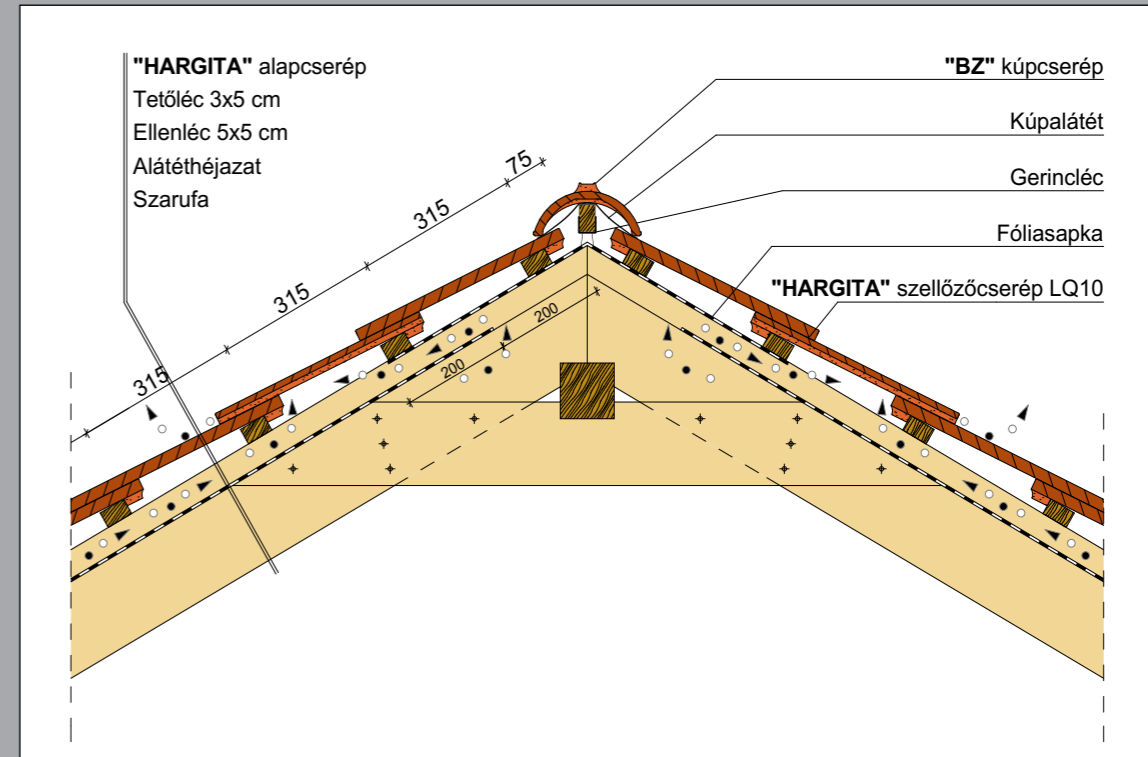 "HARGITA" alapcserép
Tetőléc 3x5 cm
Ellenléc 5x5 cm
Alátéthéjazat
Szarufa
"BZ" kúpcserép
Kúpalátét
Gerincléc
Fóliasapka
"HARGITA" szellőzőcserép LQ10
75
315
315
315
200
200